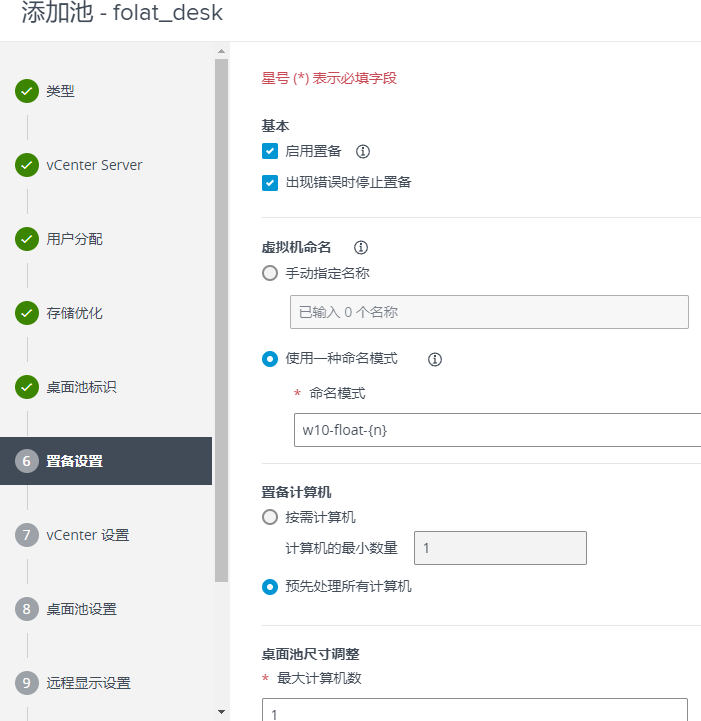 添加池 - folat_desk
类型
vCenter Server
用户分配
存储优化
桌面池标识
6 置备设置
7 vCenter 设置
8 桌面池设置
9 远程显示设置
星号 (*) 表示必填字段
基本
启用置备
出现错误时停止置备
虚拟机命名
手动指定名称
已输入 0 个名称
使用一种命名模式
* 命名模式
w10-float-{n}
置备计算机
按需计算机
计算机的最小数量 1
预先处理所有计算机
桌面池尺寸调整
* 最大计算机数
1